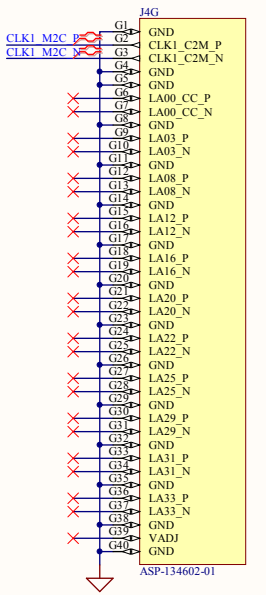 J4G
G1 GND
CLK1_M2C_P G2 CLK1_C2M_P
CLK1_M2C_N G3 CLK1_C2M_N
G4 GND
G5 GND
G6 LA00_CC_P
G7 LA00_CC_N
G8 GND
G9 LA03_P
G10 LA03_N
G11 GND
G12 LA08_P
G13 LA08_N
G14 GND
G15 LA12_P
G16 LA12_N
G17 GND
G18 LA16_P
G19 LA16_N
G20 GND
G21 LA20_P
G22 LA20_N
G23 GND
G24 LA22_P
G25 LA22_N
G26 GND
G27 LA25_P
G28 LA25_N
G29 GND
G30 LA29_P
G31 LA29_N
G32 GND
G33 LA31_P
G34 LA31_N
G35 GND
G36 LA33_P
G37 LA33_N
G38 GND
G39 VADJ
G40 GND
ASP-134602-01